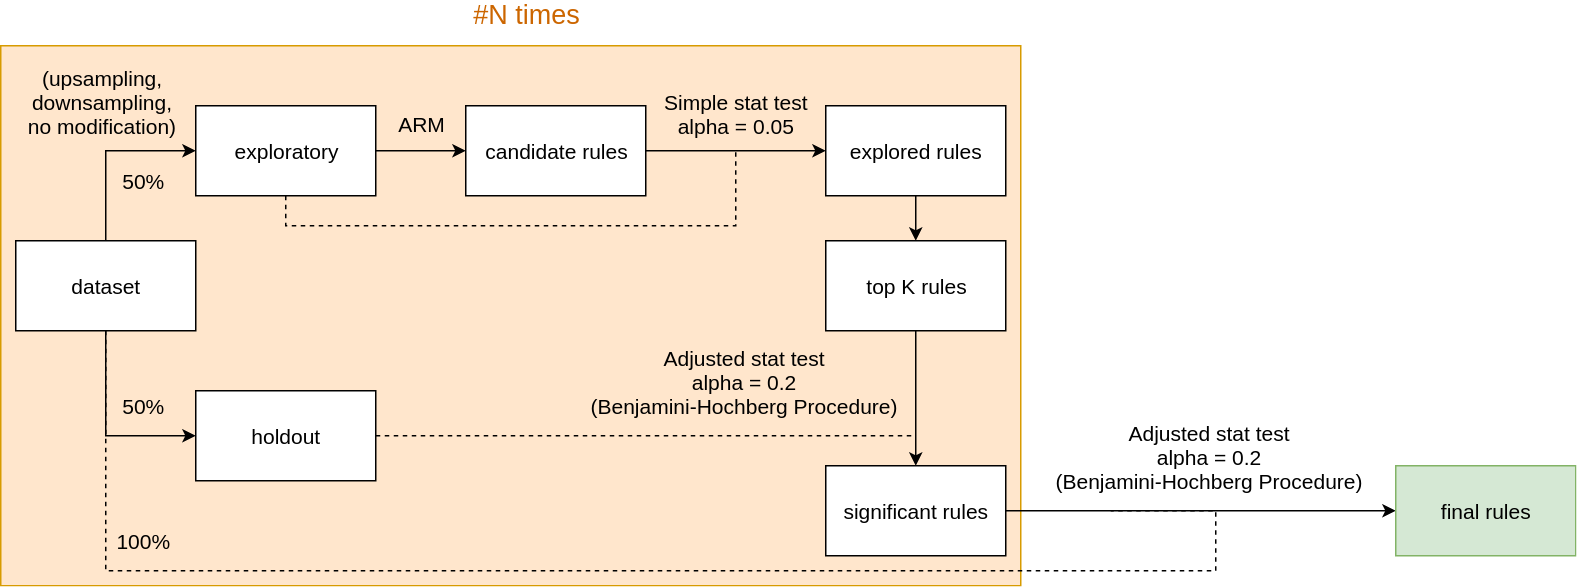 #N times
(upsampling,
downsampling,
no modification)
50%
exploratory
ARM
candidate rules
Simple stat test
alpha = 0.05
explored rules
dataset
top K rules
50%
holdout
Adjusted stat test
alpha = 0.2
(Benjamini-Hochberg Procedure)
100%
significant rules
Adjusted stat test
alpha = 0.2
(Benjamini-Hochberg Procedure)
final rules